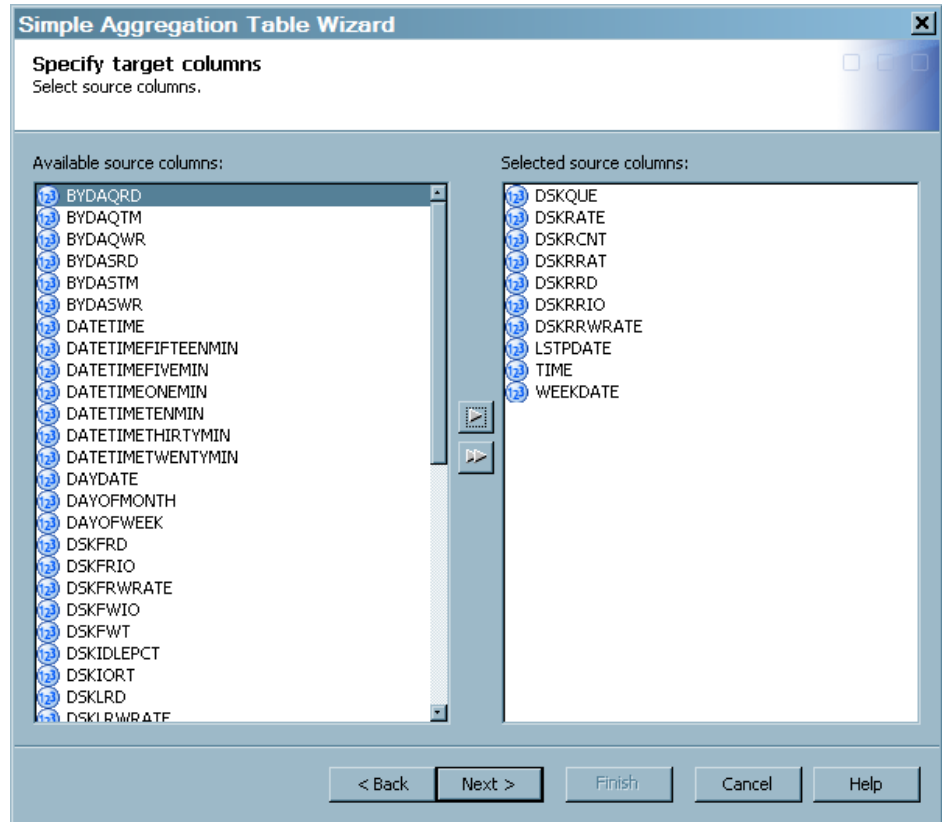 Simple Aggregation Table Wizard
Specify target columns
Select source columns.
Available source columns:
BYDAQRD
BYDAQTM
BYDAQWR
BYDASRD
BYDASTM
BYDASWR
DATETIME
DATETIMEFIFTEENMIN
DATETIMEFIVEMIN
DATETIMEONEMIN
DATETIMETENMIN
DATETIMETHIRTYMIN
DATETIMETWENTYMIN
DAYDATE
DAYOFMONTH
DAYOFWEEK
DSKFRD
DSKFRIO
DSKFRWRATE
DSKFWIO
DSKFWT
DSKIDLEPCT
DSKIORT
DSKLRD
DSKLRWRATE
Selected source columns:
DSKQUE
DSKRATE
DSKRCNT
DSKRRAT
DSKRRD
DSKRRIO
DSKRRWRATE
LSTPDATE
TIME
WEEKDATE
< Back Next > Finish Cancel Help